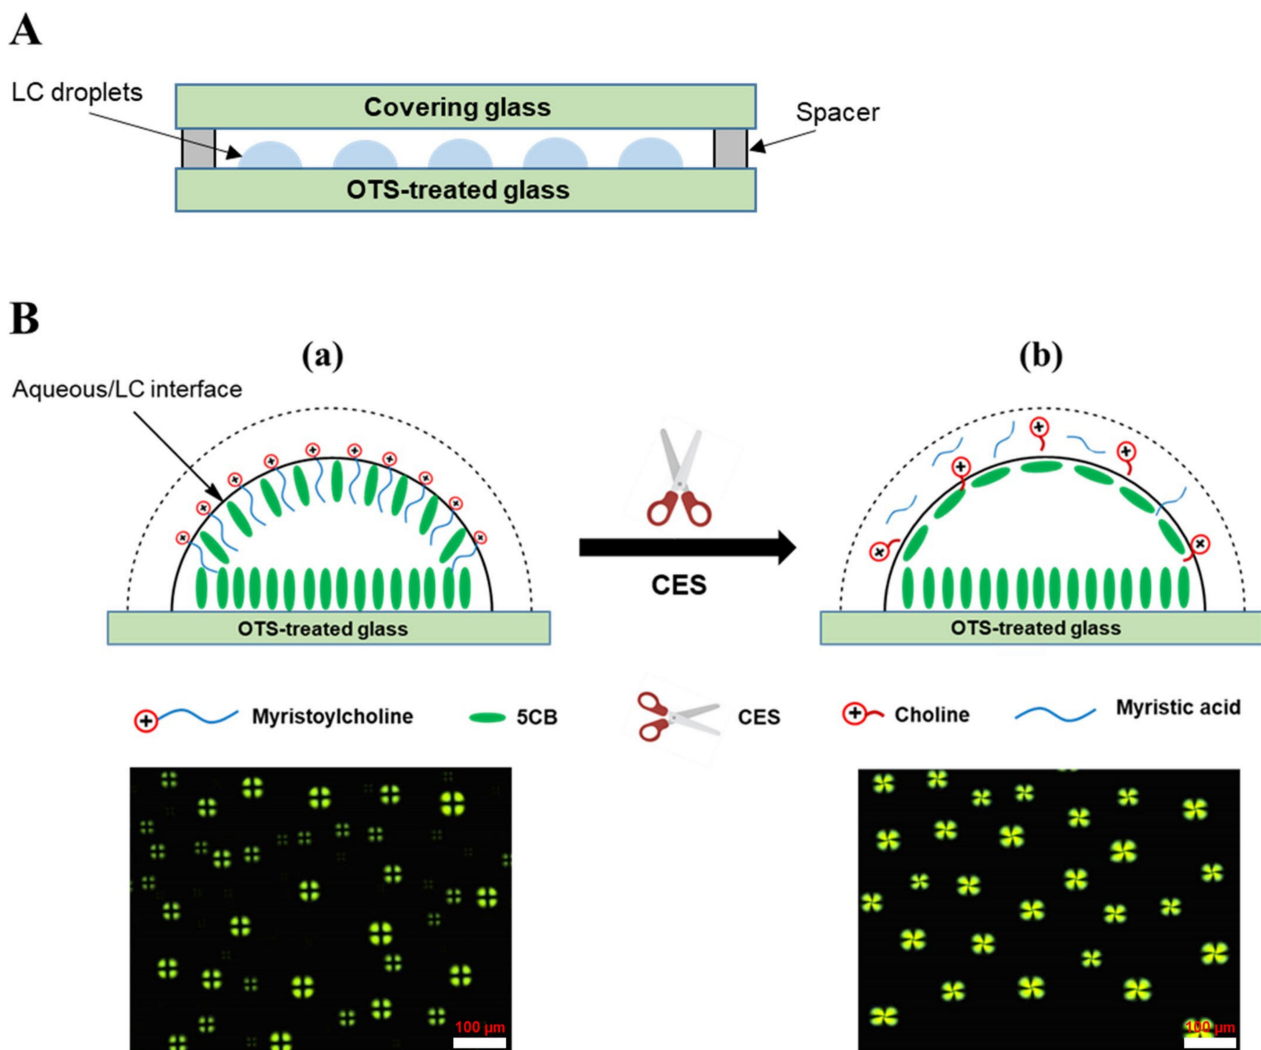 A
LC droplets
Covering glass
Spacer
OTS-treated glass
B
(a)
(b)
Aqueous/LC interface
CES
OTS-treated glass
OTS-treated glass
Myristoylcholine
5CB
CES
Choline
Myristic acid
100 µm
100 µm